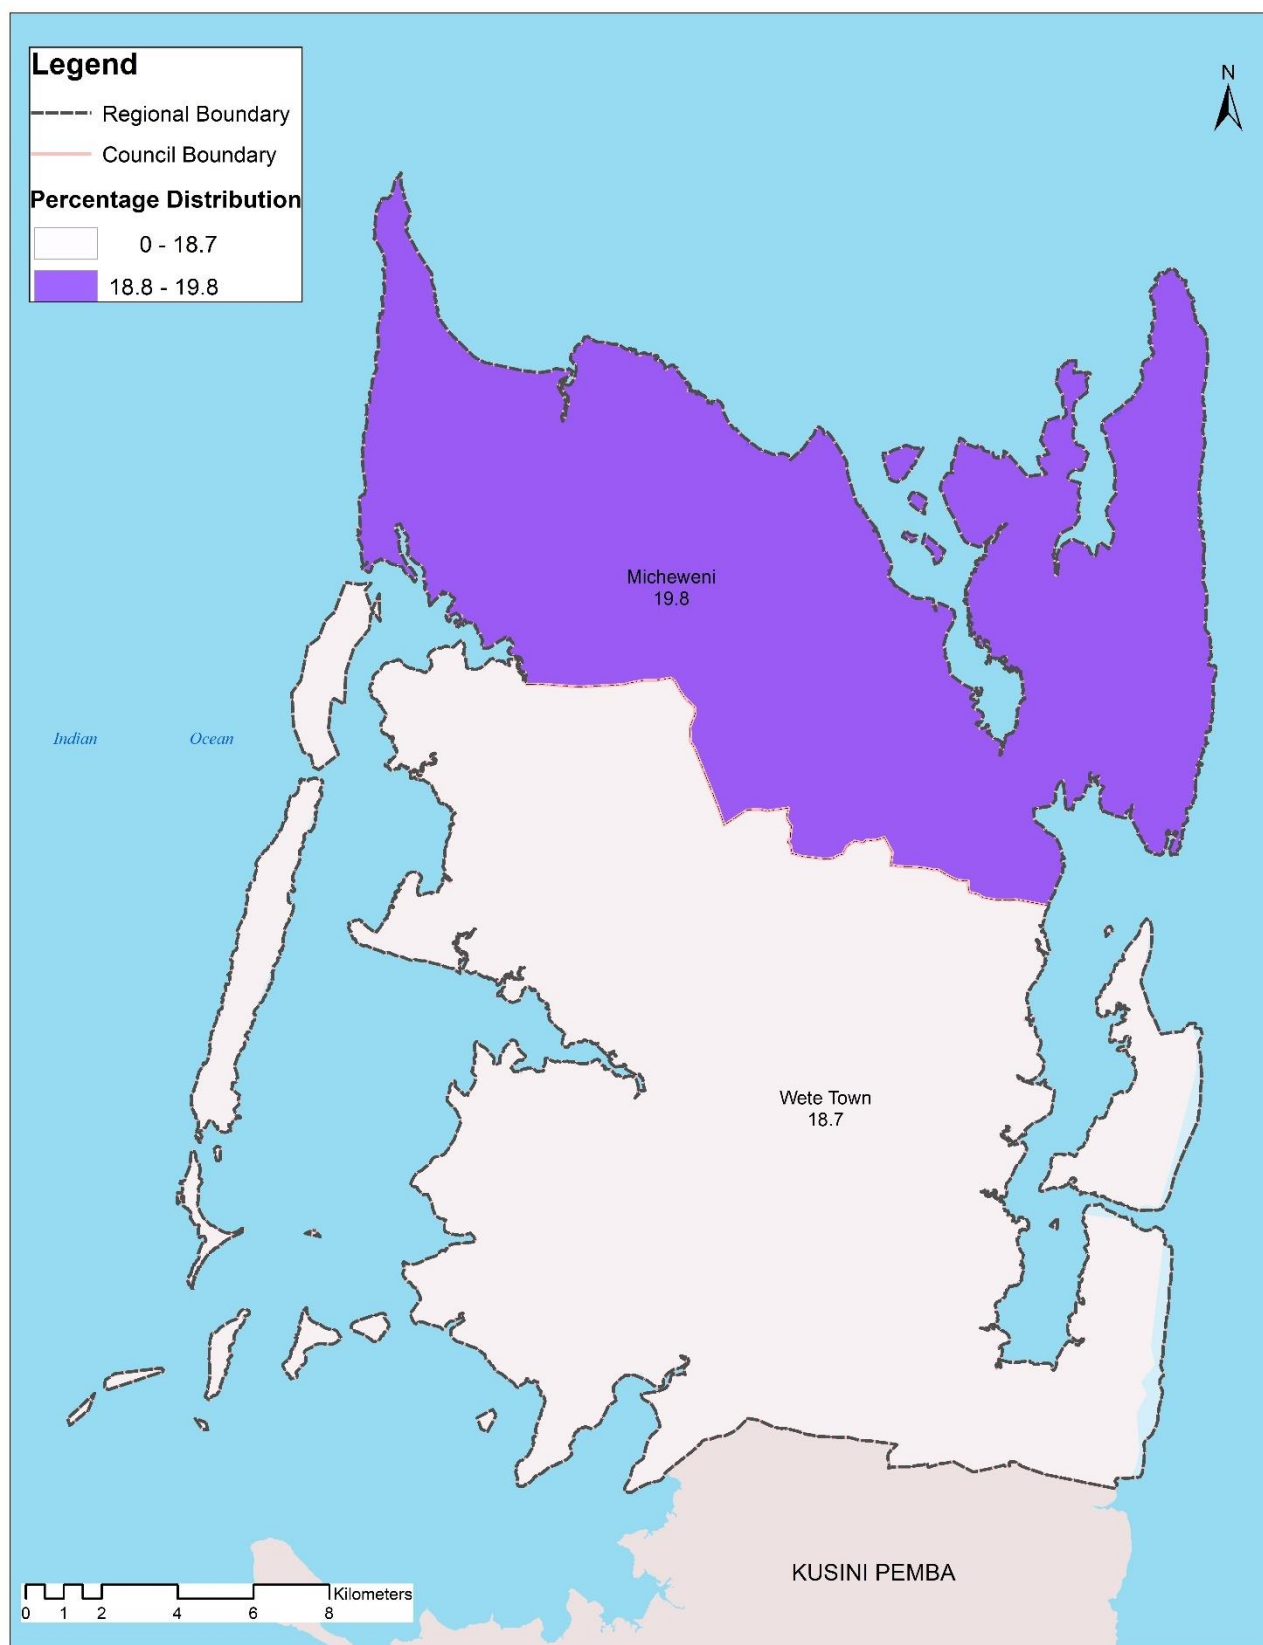 Legend
Regional Boundary
Council Boundary
Percentage Distribution
0 - 18.7
18.8 - 19.8
N
Micheweni
19.8
Indian Ocean
Wete Town
18.7
KUSINI PEMBA
Kilometers
0 1 2 4 6 8